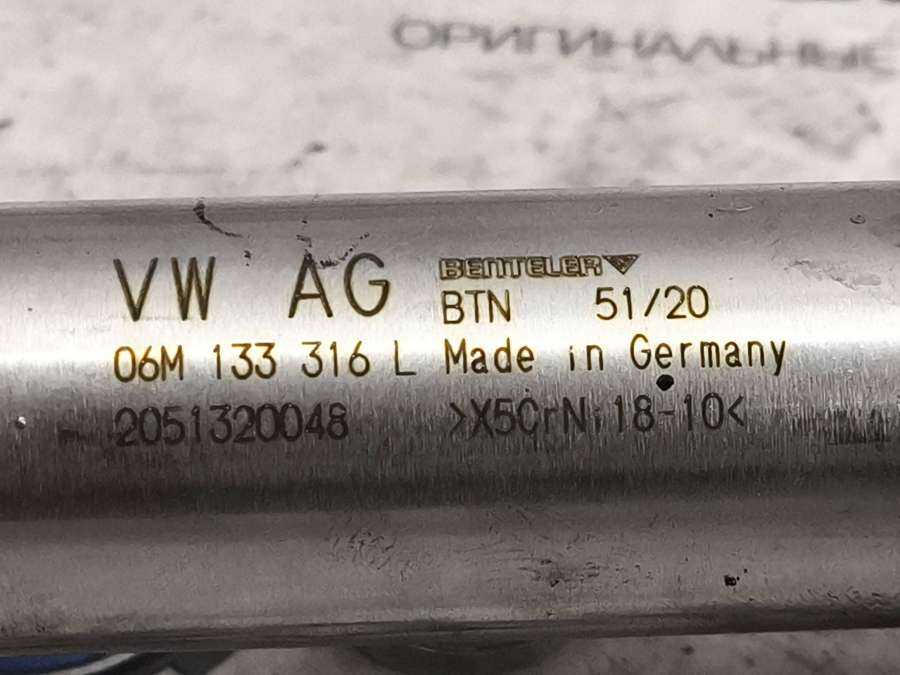 ОРИГИНАЛЬНЫЕ
VW AG
BENTELER
BTN 51/20
06M 133 316 L Made in Germany
2051320048 >X5CrNi18-10<